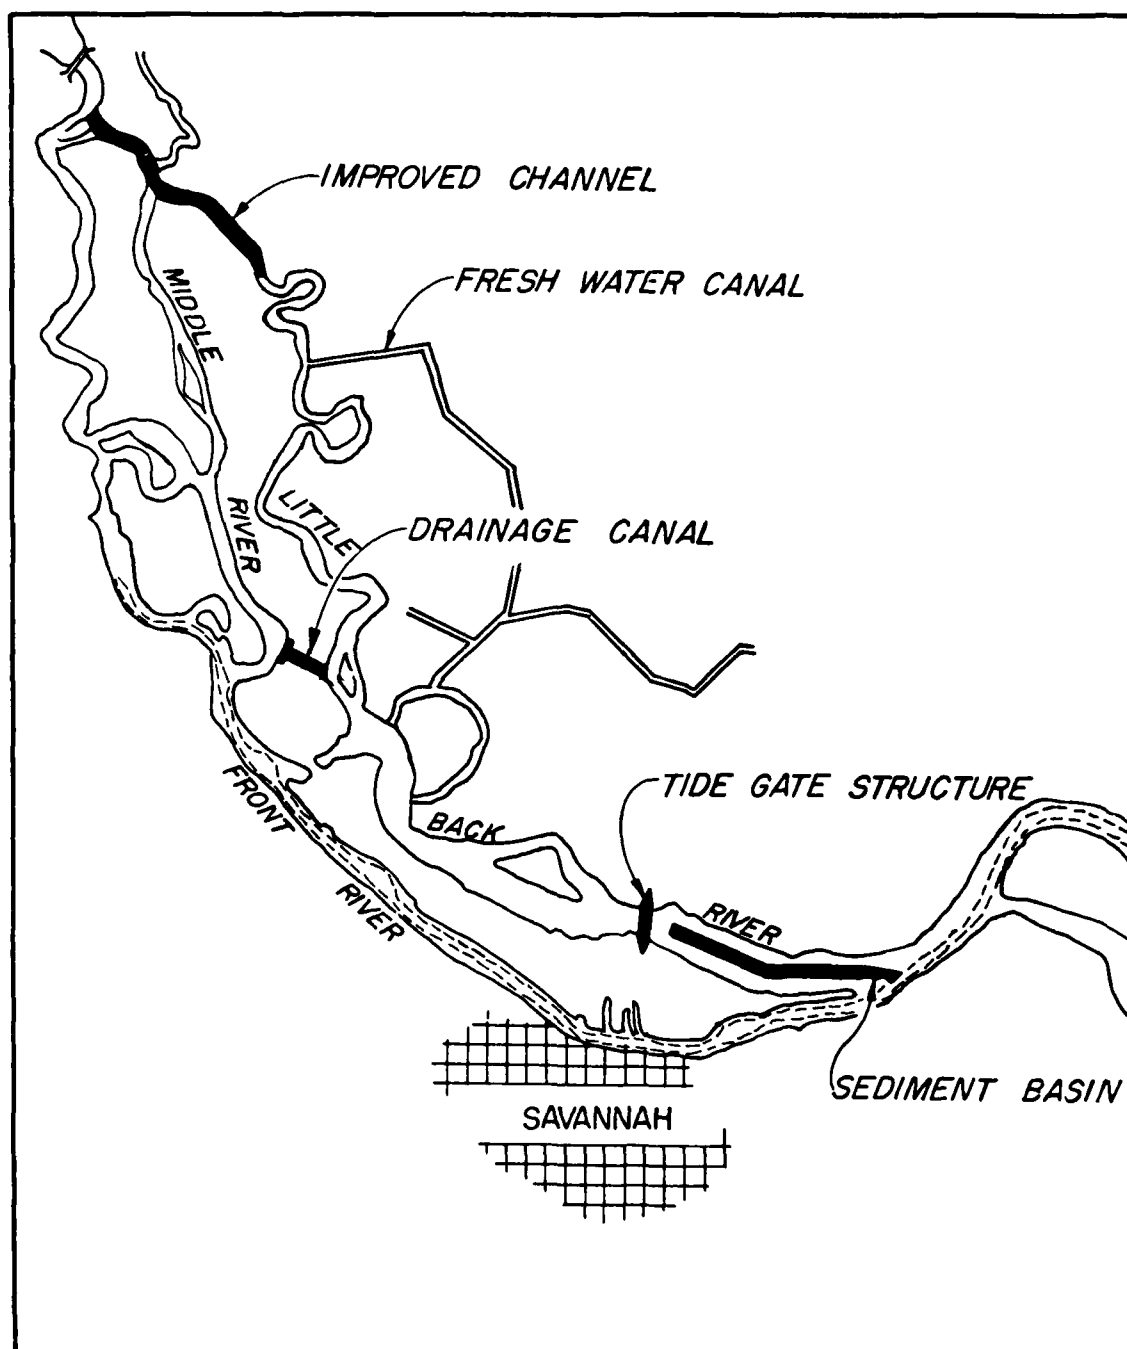 IMPROVED CHANNEL
FRESH WATER CANAL
MIDDLE
RIVER
LITTLE
DRAINAGE CANAL
FRONT
RIVER
BACK
RIVER
TIDE GATE STRUCTURE
SEDIMENT BASIN
SAVANNAH